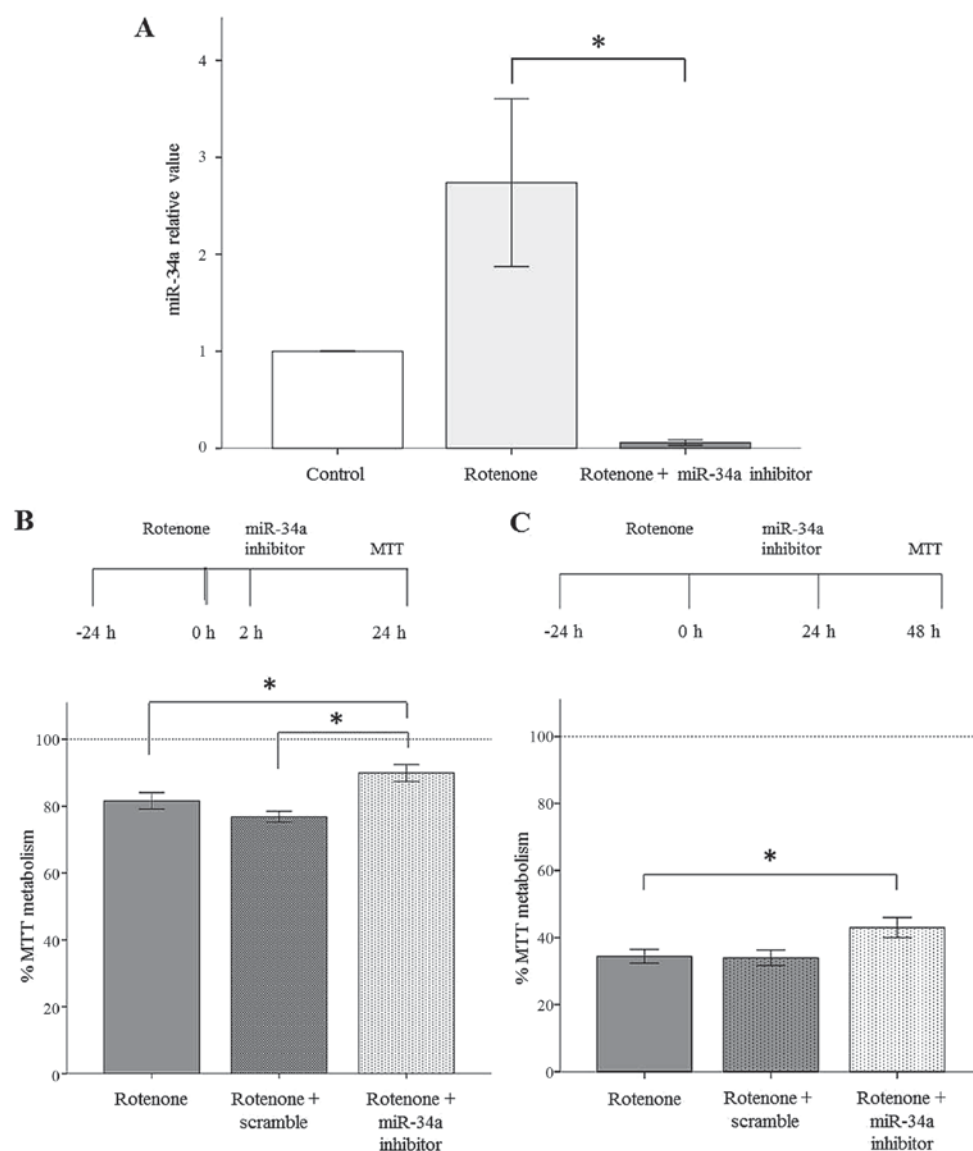 A
*
4
3
2
1
0
miR-34a relative value
Control Rotenone Rotenone + miR-34a inhibitor
B
Rotenone miR-34a inhibitor MTT
-24 h 0 h 2 h 24 h
*
*
100
80
60
40
20
0
% MTT metabolism
Rotenone
Rotenone +
scramble
Rotenone +
miR-34a
inhibitor
C
Rotenone miR-34a inhibitor MTT
-24 h 0 h 24 h 48 h
*
100
80
60
40
20
0
% MTT metabolism
Rotenone
Rotenone +
scramble
Rotenone +
miR-34a
inhibitor